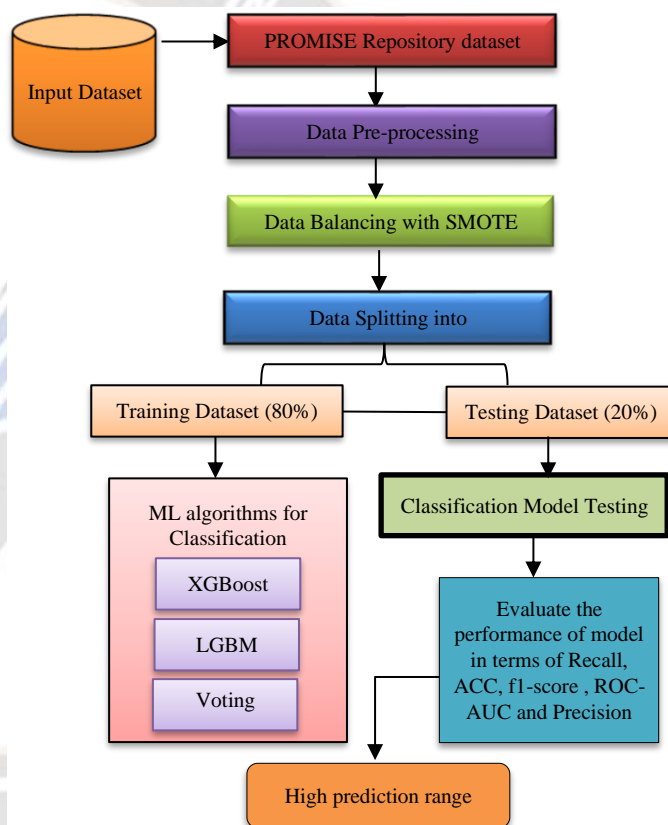 Input Dataset
PROMISE Repository dataset
Data Pre-processing
Data Balancing with SMOTE
Data Splitting into
Training Dataset (80%)
Testing Dataset (20%)
ML algorithms for
Classification
XGBoost
LGBM
Voting
Classification Model Testing
Evaluate the
performance of model
in terms of Recall,
ACC, f1-score , ROC-
AUC and Precision
High prediction range